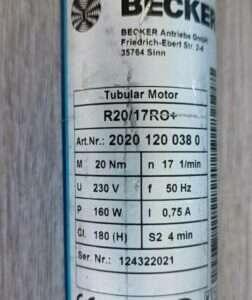 BECKER
BECKER Antriebe GmbH
Friedrich-Ebert Str. 2-4
35764 Sinn
Tubular Motor
R20/17RO+
Art.Nr.: 2020 120 038 0
M 20 Nm n 17 1/min
U 230 V f 50 Hz
P 160 W I 0,75 A
Cl. 180 (H) S2 4 min
Ser. Nr.: 124322021